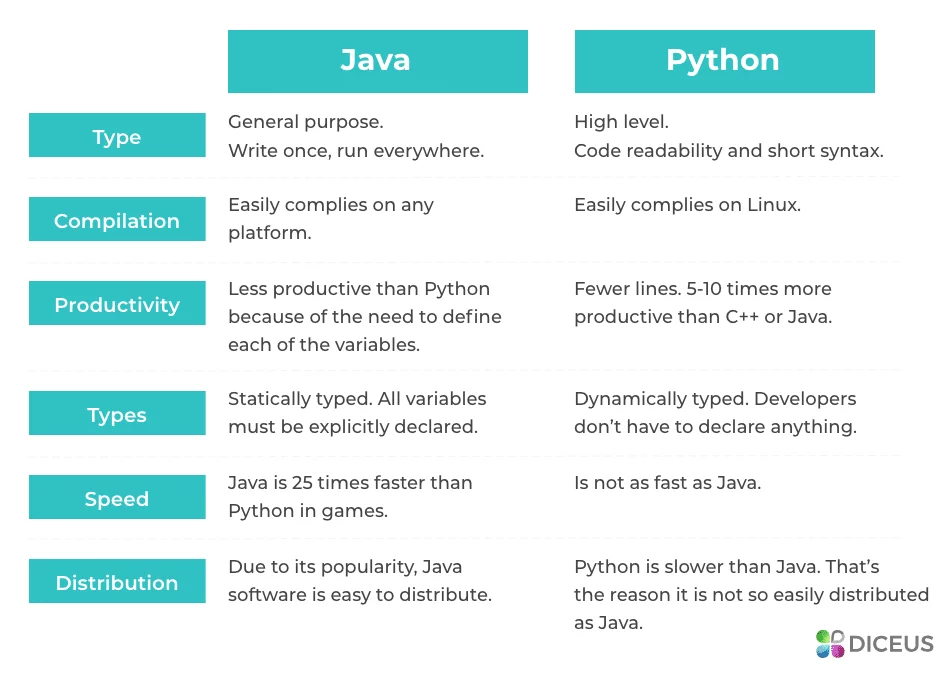 Java
Python
Type
General purpose.
Write once, run everywhere.
High level.
Code readability and short syntax.
Compilation
Easily complies on any
platform.
Easily complies on Linux.
Productivity
Less productive than Python
because of the need to define
each of the variables.
Fewer lines. 5-10 times more
productive than C++ or Java.
Types
Statically typed. All variables
must be explicitly declared.
Dynamically typed. Developers
don’t have to declare anything.
Speed
Java is 25 times faster than
Python in games.
Is not as fast as Java.
Distribution
Due to its popularity, Java
software is easy to distribute.
Python is slower than Java. That’s
the reason it is not so easily distributed
as Java.
DICEUS